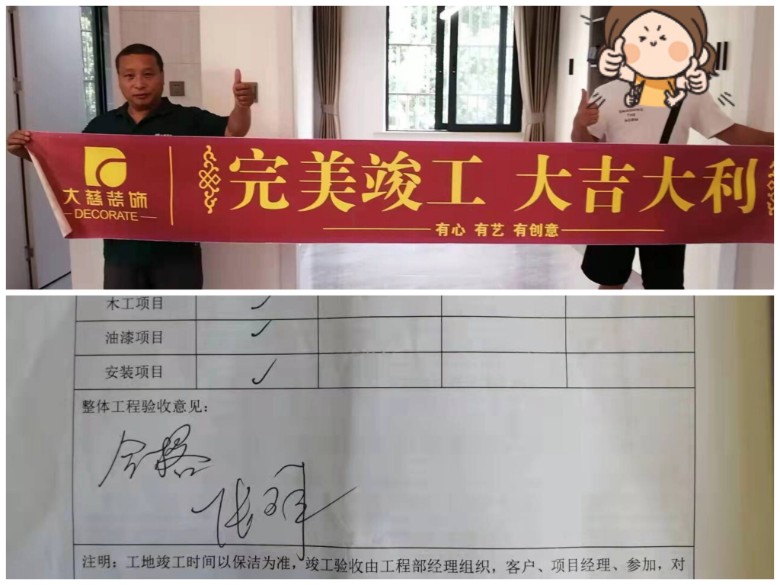 大慈装饰
DECORATE
完美竣工 大吉大利
有心 有艺 有创意
木工项目
油漆项目
安装项目
整体工程验收意见:
合格
注明: 工地竣工时间以保洁为准, 竣工验收由工程部经理组织, 客户、项目经理、参加, 对